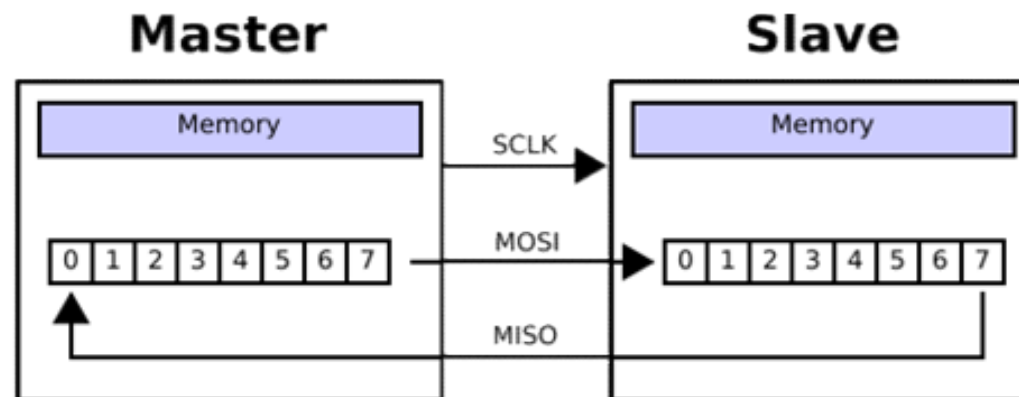 Master Slave
Memory Memory
SCLK
MOSI
0 1 2 3 4 5 6 7 0 1 2 3 4 5 6 7
MISO